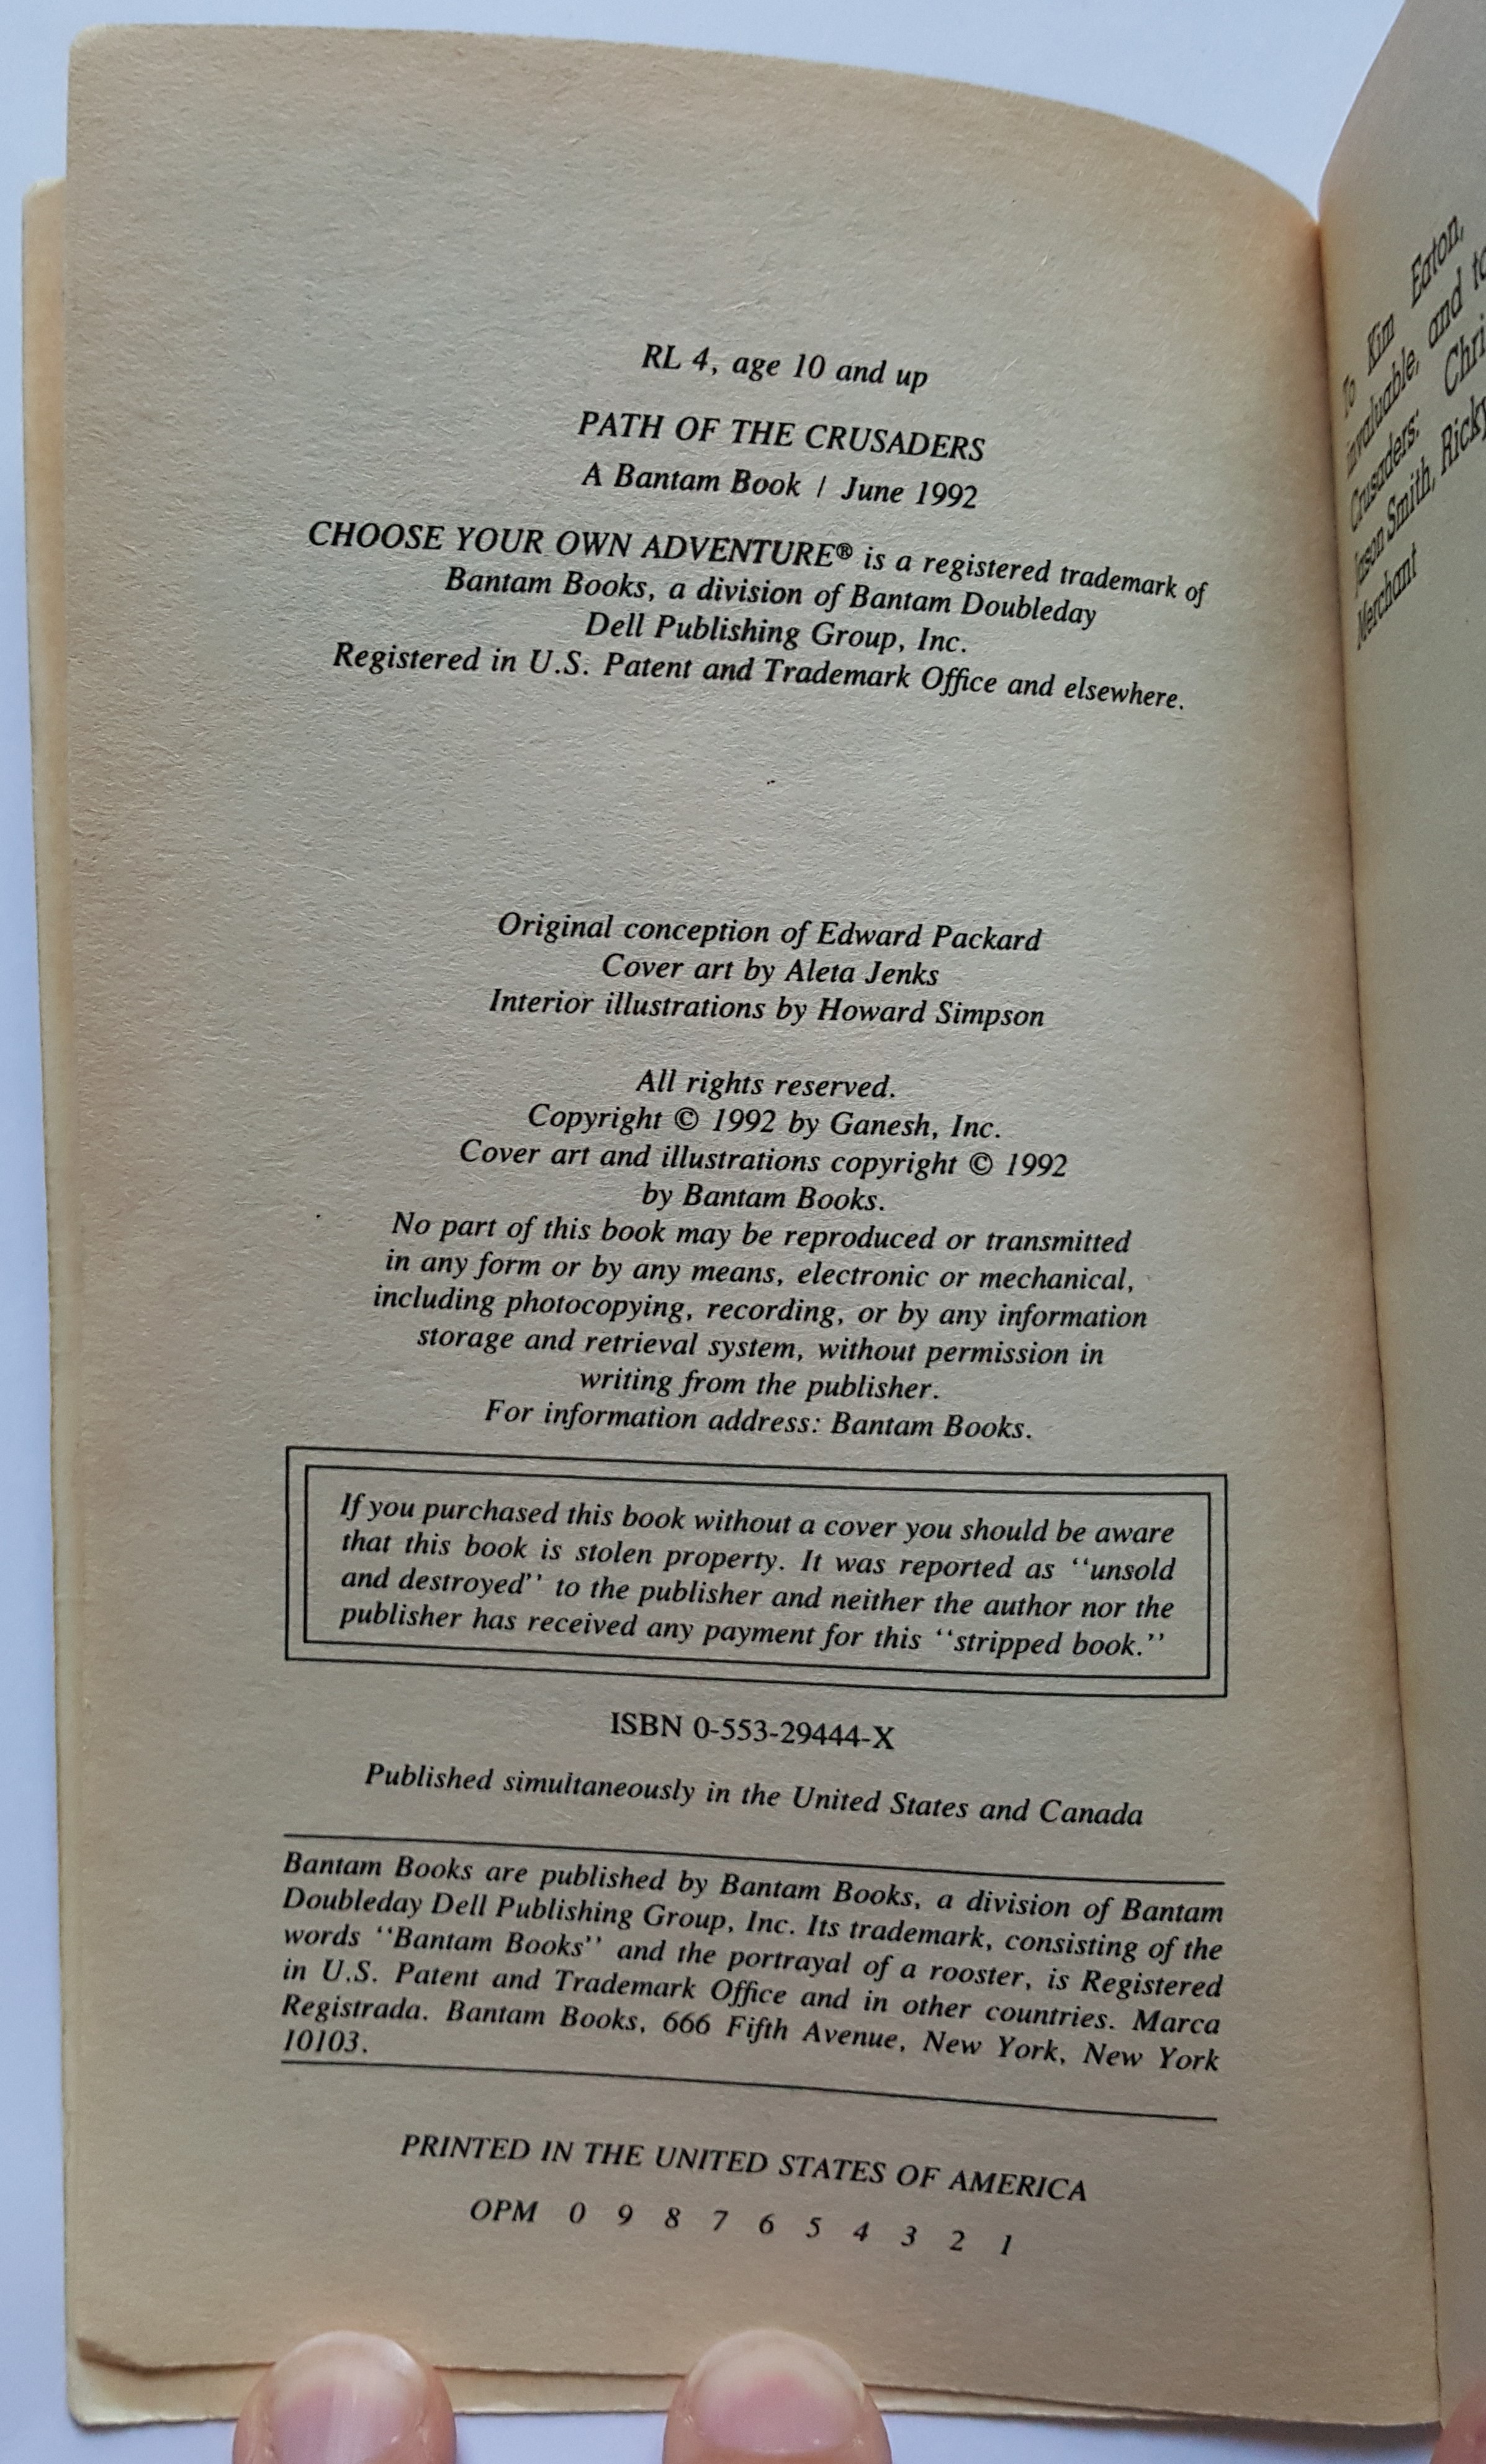 RL 4, age 10 and up
PATH OF THE CRUSADERS
A Bantam Book / June 1992
CHOOSE YOUR OWN ADVENTURE® is a registered trademark of
Bantam Books, a division of Bantam Doubleday
Dell Publishing Group, Inc.
Registered in U.S. Patent and Trademark Office and elsewhere.
Original conception of Edward Packard
Cover art by Aleta Jenks
Interior illustrations by Howard Simpson
All rights reserved.
Copyright © 1992 by Ganesh, Inc.
Cover art and illustrations copyright © 1992
by Bantam Books.
No part of this book may be reproduced or transmitted
in any form or by any means, electronic or mechanical,
including photocopying, recording, or by any information
storage and retrieval system, without permission in
writing from the publisher.
For information address: Bantam Books.
If you purchased this book without a cover you should be aware
that this book is stolen property. It was reported as ''unsold
and destroyed'' to the publisher and neither the author nor the
publisher has received any payment for this ''stripped book.''
ISBN 0-553-29444-X
Published simultaneously in the United States and Canada
Bantam Books are published by Bantam Books, a division of Bantam
Doubleday Dell Publishing Group, Inc. Its trademark, consisting of the
words ''Bantam Books'' and the portrayal of a rooster, is Registered
in U.S. Patent and Trademark Office and in other countries. Marca
Registrada. Bantam Books, 666 Fifth Avenue, New York, New York
10103.
PRINTED IN THE UNITED STATES OF AMERICA
OPM 0 9 8 7 6 5 4 3 2 1
To Kim Eaton,
invaluable, and to
Crusaders:
Jason Smith, Ricky
Merchant